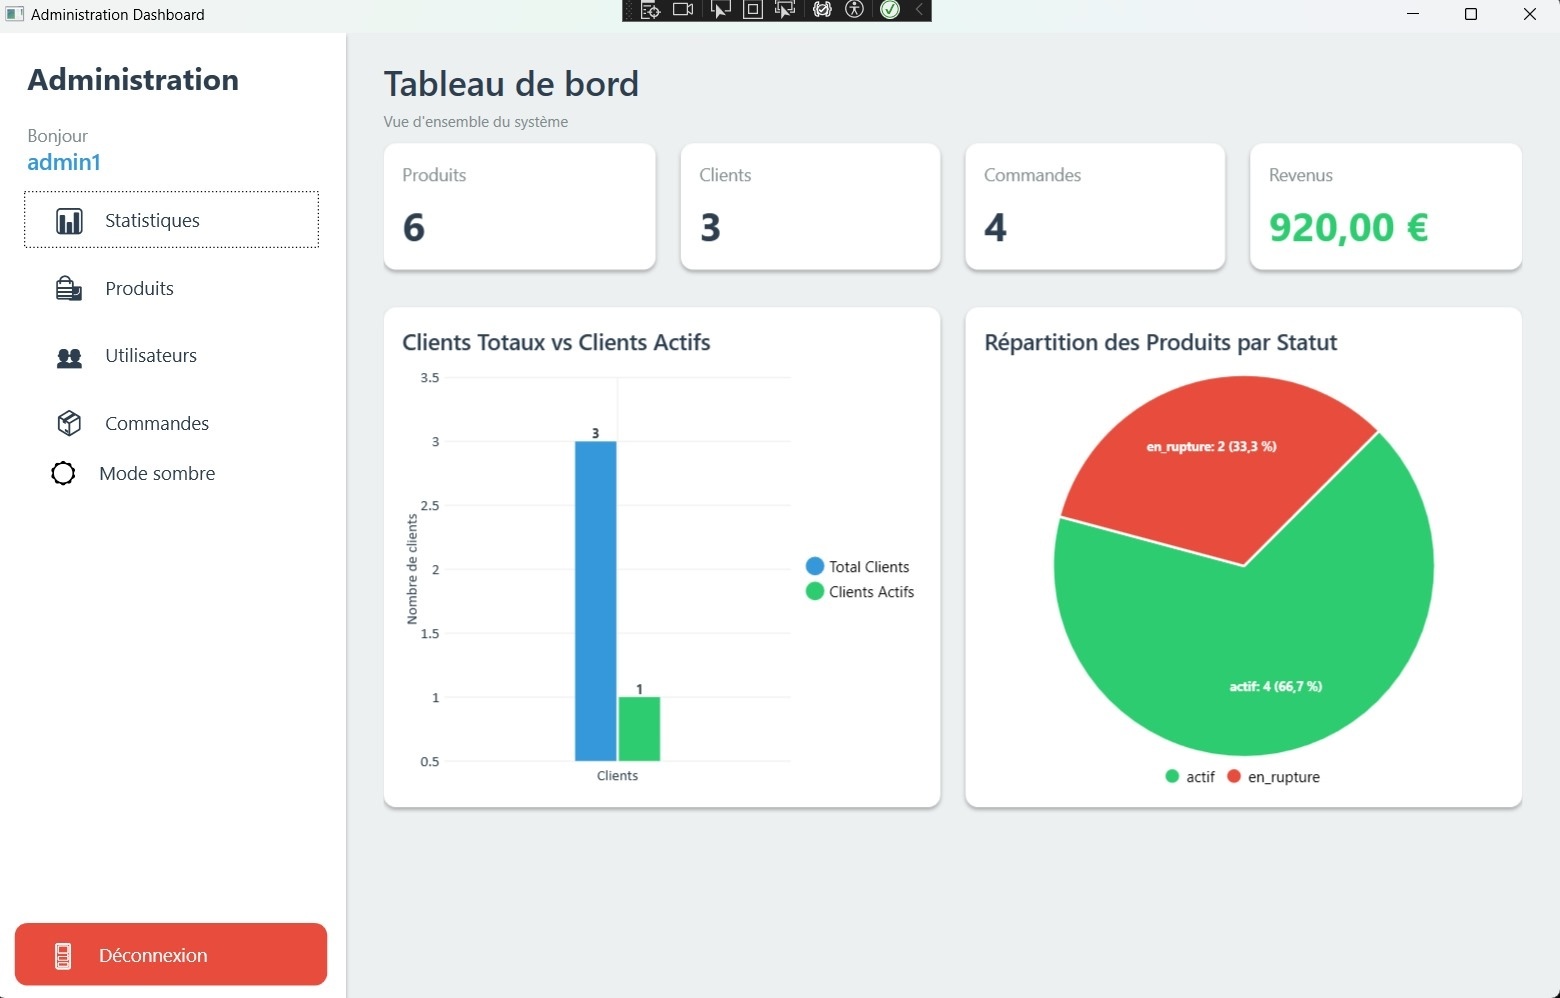 Administration Dashboard
Administration
Bonjour
admin1
Statistiques
Produits
Utilisateurs
Commandes
Mode sombre
Déconnexion
Tableau de bord
Vue d'ensemble du système
Produits
6
Clients
3
Commandes
4
Revenus
920,00 €
Clients Totaux vs Clients Actifs
3.5
3
2.5
2
1.5
1
0.5
Nombre de clients
3
1
Clients
Total Clients
Clients Actifs
Répartition des Produits par Statut
en_rupture: 2 (33,3 %)
actif: 4 (66,7 %)
actif
en_rupture